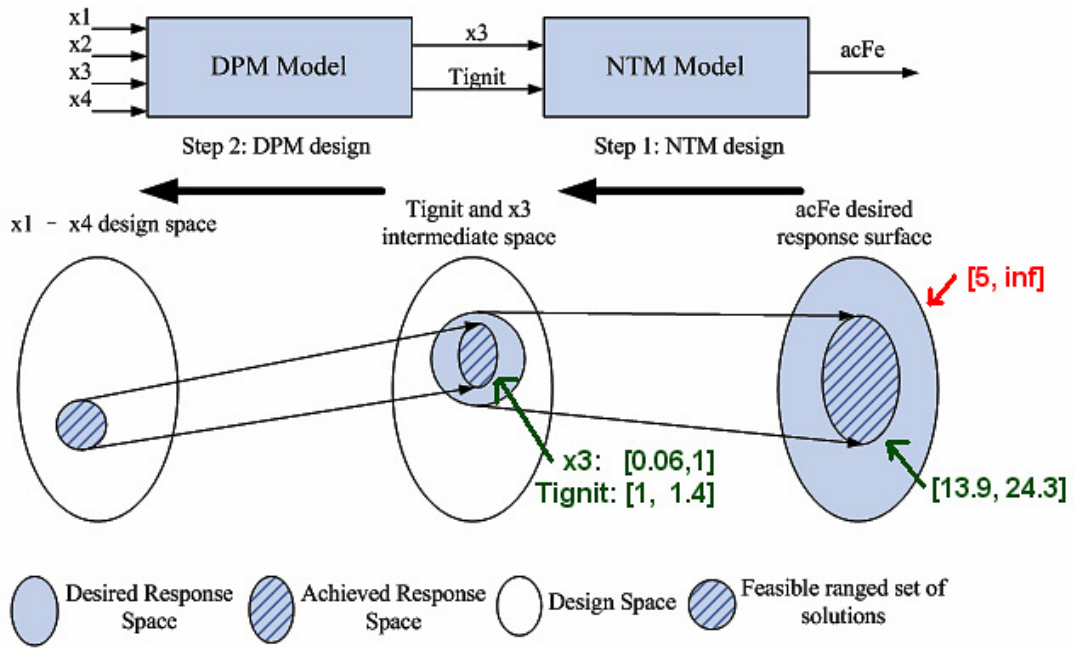 x1
x2
x3
x4
DPM Model
x3
Tignit
NTM Model
acFe
Step 2: DPM design
Step 1: NTM design
x1 - x4 design space
Tignit and x3
intermediate space
acFe desired
response surface
[5, inf]
x3: [0.06,1]
Tignit: [1, 1.4]
[13.9, 24.3]
Desired Response
Space
Achieved Response
Space
Design Space
Feasible ranged set of
solutions